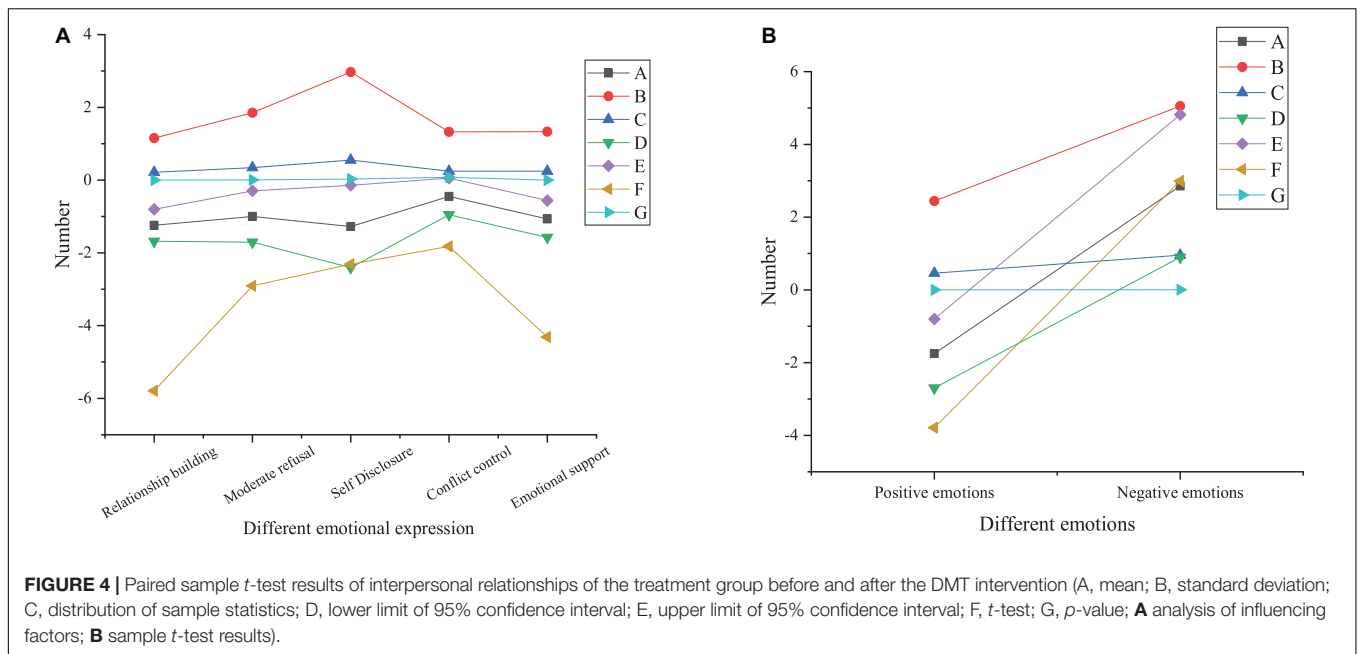 A
4
2
0
-2
-4
-6
Number
Relationship building
Moderate refusal
Self Disclosure
Conflict control
Emotional support
Different emotional expression
A
B
C
D
E
F
G
B
6
4
2
0
-2
-4
Number
Positive emotions
Negative emotions
Different emotions
A
B
C
D
E
F
G
FIGURE 4 | Paired sample t-test results of interpersonal relationships of the treatment group before and after the DMT intervention (A, mean; B, standard deviation;
C, distribution of sample statistics; D, lower limit of 95% confidence interval; E, upper limit of 95% confidence interval; F, t-test; G, p-value; A analysis of influencing
factors; B sample t-test results).